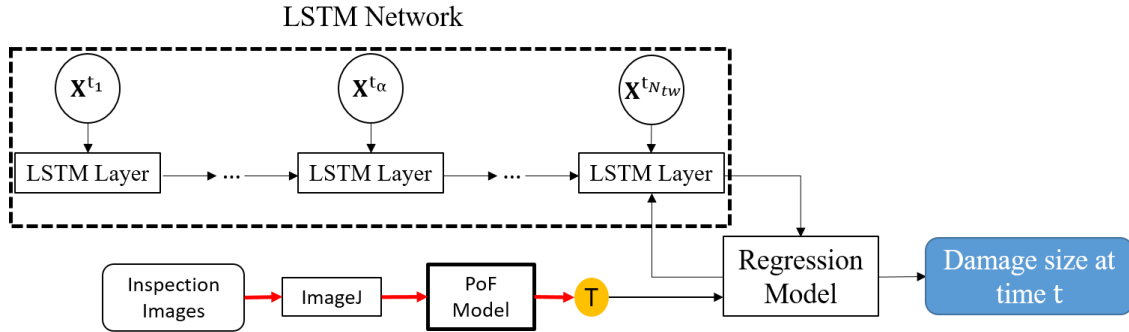 LSTM Network
X^{t_1}
X^{t_α}
X^{t_{N_{tw}}}
LSTM Layer
...
LSTM Layer
...
LSTM Layer
Inspection
Images
ImageJ
PoF
Model
T
Regression
Model
Damage size at
time t